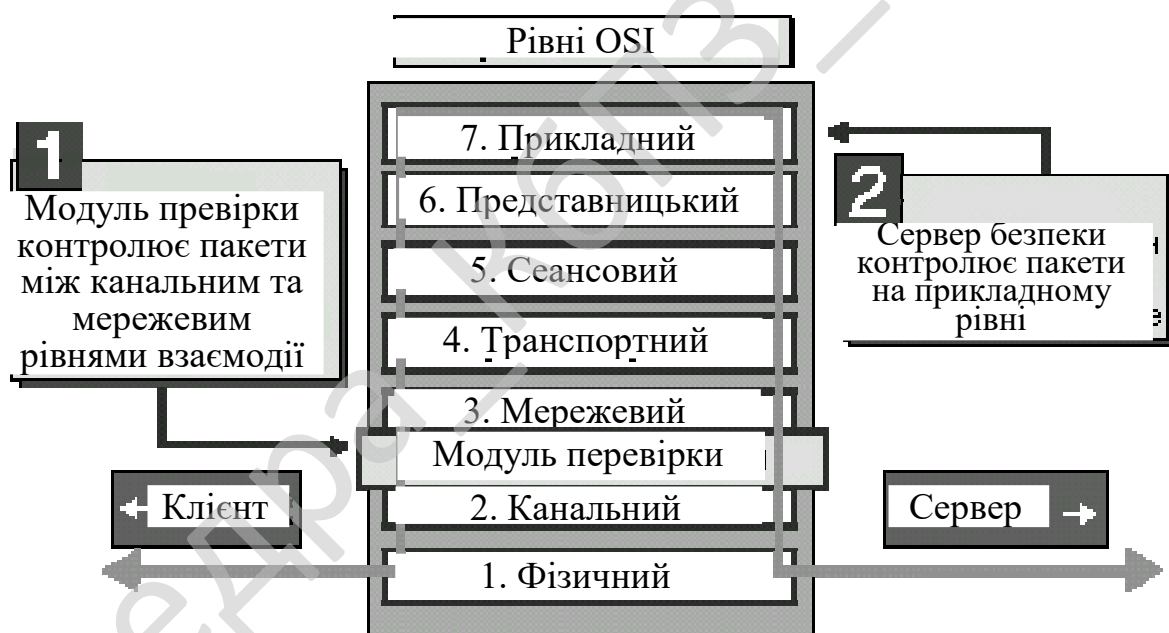 Рівні OSI
7. Прикладний
1
Модуль превірки
контролює пакети
між канальним та
мережевим
рівнями взаємодії
6. Представницький
5. Сеансовий
4. Транспортний
3. Мережевий
Модуль перевірки
2. Канальний
1. Фізичний
2
Сервер безпеки
контролює пакети
на прикладному
рівні
Клієнт
Сервер